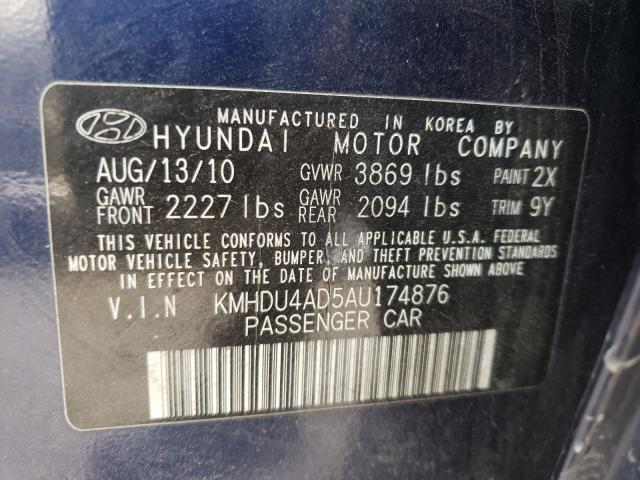 MANUFACTURED IN KOREA BY
HYUNDAI MOTOR COMPANY
AUG/13/10 GVWR 3869 lbs PAINT 2X
GAWR FRONT 2227 lbs GAWR REAR 2094 lbs TRIM 9Y
THIS VEHICLE CONFORMS TO ALL APPLICABLE U.S.A. FEDERAL
MOTOR VEHICLE SAFETY, BUMPER, AND THEFT PREVENTION STANDARDS
IN EFFECT ON THE DATE OF MANUFACTURE SHOWN ABOVE.
V.I.N KMHDU4AD5AU174876
PASSENGER CAR